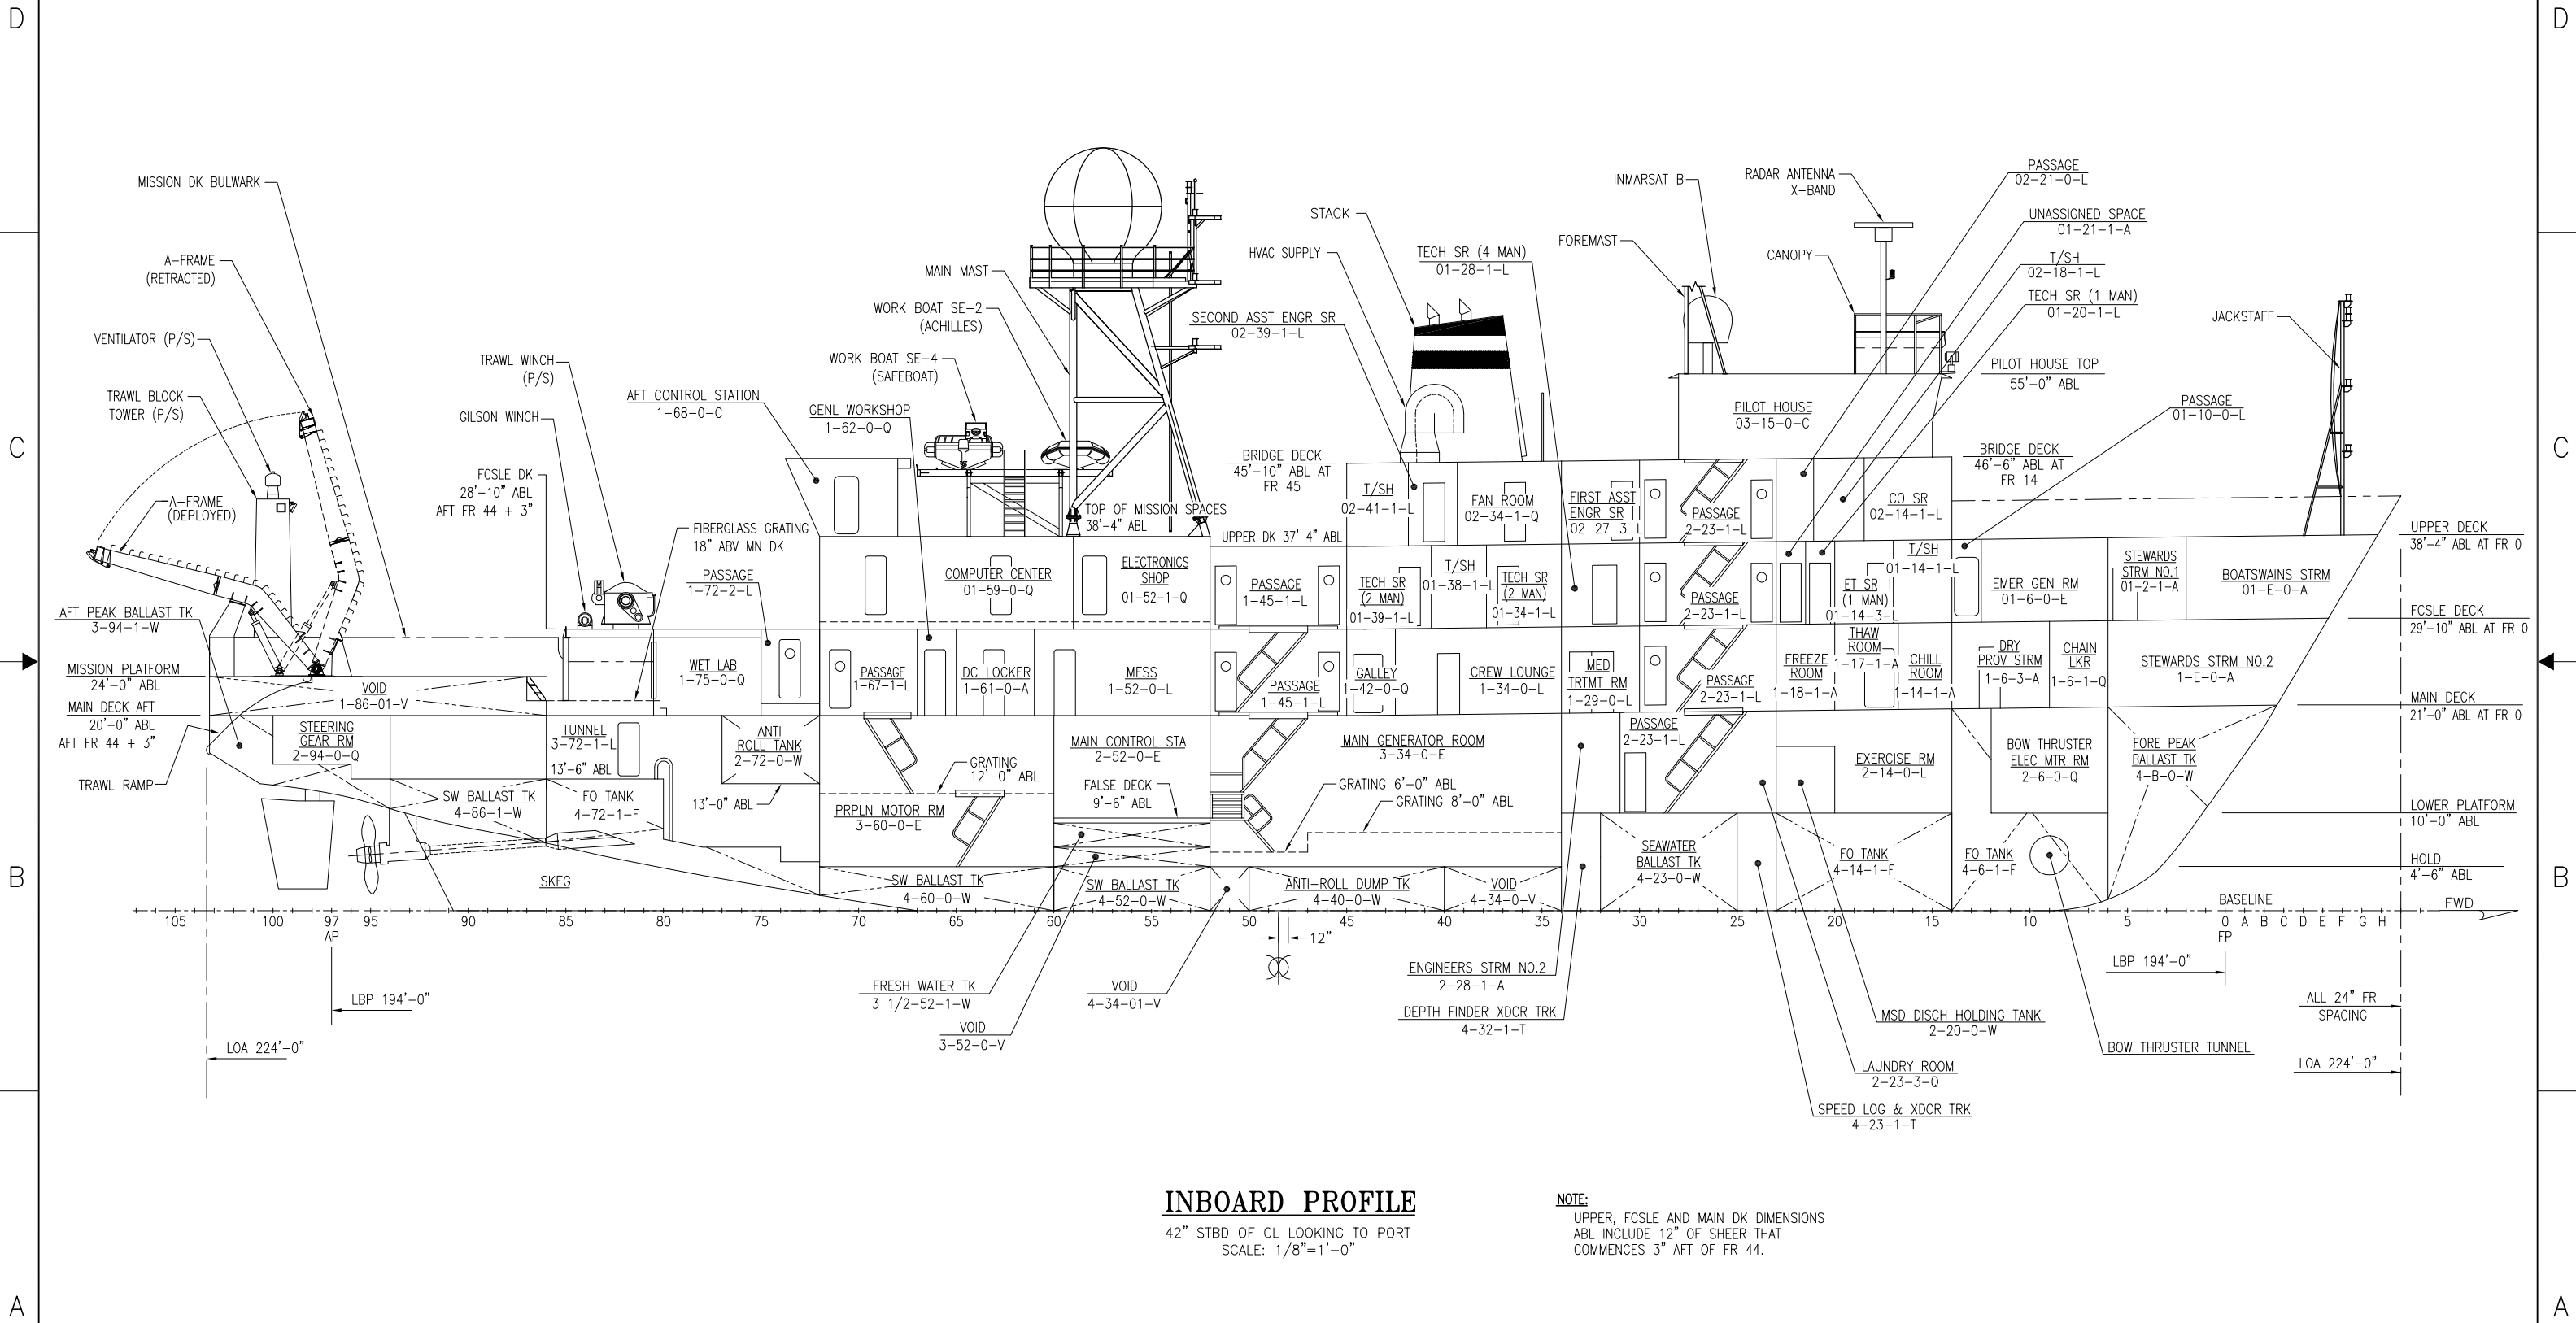 D
D
C
C
B
B
A
A
MISSION DK BULWARK
A-FRAME
(RETRACTED)
VENTILATOR (P/S)
TRAWL BLOCK
TOWER (P/S)
A-FRAME
(DEPLOYED)
AFT PEAK BALLAST TK
3-94-1-W
MISSION PLATFORM
24'-0" ABL
MAIN DECK AFT
20'-0" ABL
AFT FR 44 + 3"
TRAWL RAMP
TRAWL WINCH
(P/S)
GILSON WINCH
FCSLE DK
28'-10" ABL
AFT FR 44 + 3"
AFT CONTROL STATION
1-68-0-C
FIBERGLASS GRATING
18" ABV MN DK
PASSAGE
1-72-2-L
GENL WORKSHOP
1-62-0-Q
MAIN MAST
WORK BOAT SE-2
(ACHILLES)
WORK BOAT SE-4
(SAFEBOAT)
TOP OF MISSION SPACES
38'-4" ABL
UPPER DK 37' 4" ABL
STACK
HVAC SUPPLY
SECOND ASST ENGR SR
02-39-1-L
TECH SR (4 MAN)
01-28-1-L
BRIDGE DECK
45'-10" ABL AT
FR 45
INMARSAT B
FOREMAST
RADAR ANTENNA
X-BAND
CANOPY
PASSAGE
02-21-0-L
UNASSIGNED SPACE
01-21-1-A
T/SH
02-18-1-L
TECH SR (1 MAN)
01-20-1-L
PILOT HOUSE TOP
55'-0" ABL
PASSAGE
01-10-0-L
JACKSTAFF
PILOT HOUSE
03-15-0-C
BRIDGE DECK
46'-6" ABL AT
FR 14
T/SH
02-41-1-L
FAN ROOM
02-34-1-Q
FIRST ASST
ENGR SR
02-27-3-L
PASSAGE
2-23-1-L
CO SR
02-14-1-L
UPPER DECK
38'-4" ABL AT FR 0
COMPUTER CENTER
01-59-0-Q
ELECTRONICS
SHOP
01-52-1-Q
PASSAGE
1-45-1-L
TECH SR
(2 MAN)
01-39-1-L
T/SH
01-38-1-L
TECH SR
(2 MAN)
01-34-1-L
PASSAGE
2-23-1-L
ET SR
(1 MAN)
01-14-3-L
T/SH
01-14-1-L
EMER GEN RM
01-6-0-E
STEWARDS
STRM NO.1
01-2-1-A
BOATSWAINS STRM
01-E-0-A
FCSLE DECK
29'-10" ABL AT FR 0
VOID
1-86-01-V
WET LAB
1-75-0-Q
PASSAGE
1-67-1-L
DC LOCKER
1-61-0-A
MESS
1-52-0-L
PASSAGE
1-45-1-L
GALLEY
1-42-0-Q
CREW LOUNGE
1-34-0-L
MED
TRTMT RM
1-29-0-L
PASSAGE
2-23-1-L
FREEZE
ROOM
1-18-1-A
THAW
ROOM
1-17-1-A
CHILL
ROOM
1-14-1-A
DRY
PROV STRM
1-6-3-A
CHAIN
LKR
1-6-1-Q
STEWARDS STRM NO.2
1-E-0-A
MAIN DECK
21'-0" ABL AT FR 0
STEERING
GEAR RM
2-94-0-Q
TUNNEL
3-72-1-L
13'-6" ABL
ANTI
ROLL TANK
2-72-0-W
13'-0" ABL
GRATING
12'-0" ABL
MAIN CONTROL STA
2-52-0-E
FALSE DECK
9'-6" ABL
MAIN GENERATOR ROOM
3-34-0-E
GRATING 6'-0" ABL
GRATING 8'-0" ABL
PASSAGE
2-23-1-L
EXERCISE RM
2-14-0-L
BOW THRUSTER
ELEC MTR RM
2-6-0-Q
FORE PEAK
BALLAST TK
4-B-0-W
LOWER PLATFORM
10'-0" ABL
SW BALLAST TK
4-86-1-W
FO TANK
4-72-1-F
PRPLN MOTOR RM
3-60-0-E
SKEG
SW BALLAST TK
4-60-0-W
SW BALLAST TK
4-52-0-W
ANTI-ROLL DUMP TK
4-40-0-W
VOID
4-34-0-V
SEAWATER
BALLAST TK
4-23-0-W
FO TANK
4-14-1-F
FO TANK
4-6-1-F
HOLD
4'-6" ABL
BASELINE
FWD
105 100 97 95 90 85 80 75 70 65 60 55 50 45 40 35 30 25 20 15 10 5 0 A B C D E F G H
AP
FP
12"
LBP 194'-0"
LOA 224'-0"
FRESH WATER TK
3 1/2-52-1-W
VOID
3-52-0-V
VOID
4-34-01-V
ENGINEERS STRM NO.2
2-28-1-A
DEPTH FINDER XDCR TRK
4-32-1-T
MSD DISCH HOLDING TANK
2-20-0-W
LAUNDRY ROOM
2-23-3-Q
SPEED LOG & XDCR TRK
4-23-1-T
BOW THRUSTER TUNNEL
LBP 194'-0"
ALL 24" FR
SPACING
LOA 224'-0"
INBOARD PROFILE
42" STBD OF CL LOOKING TO PORT
SCALE: 1/8"=1'-0"
NOTE:
UPPER, FCSLE AND MAIN DK DIMENSIONS
ABL INCLUDE 12" OF SHEER THAT
COMMENCES 3" AFT OF FR 44.